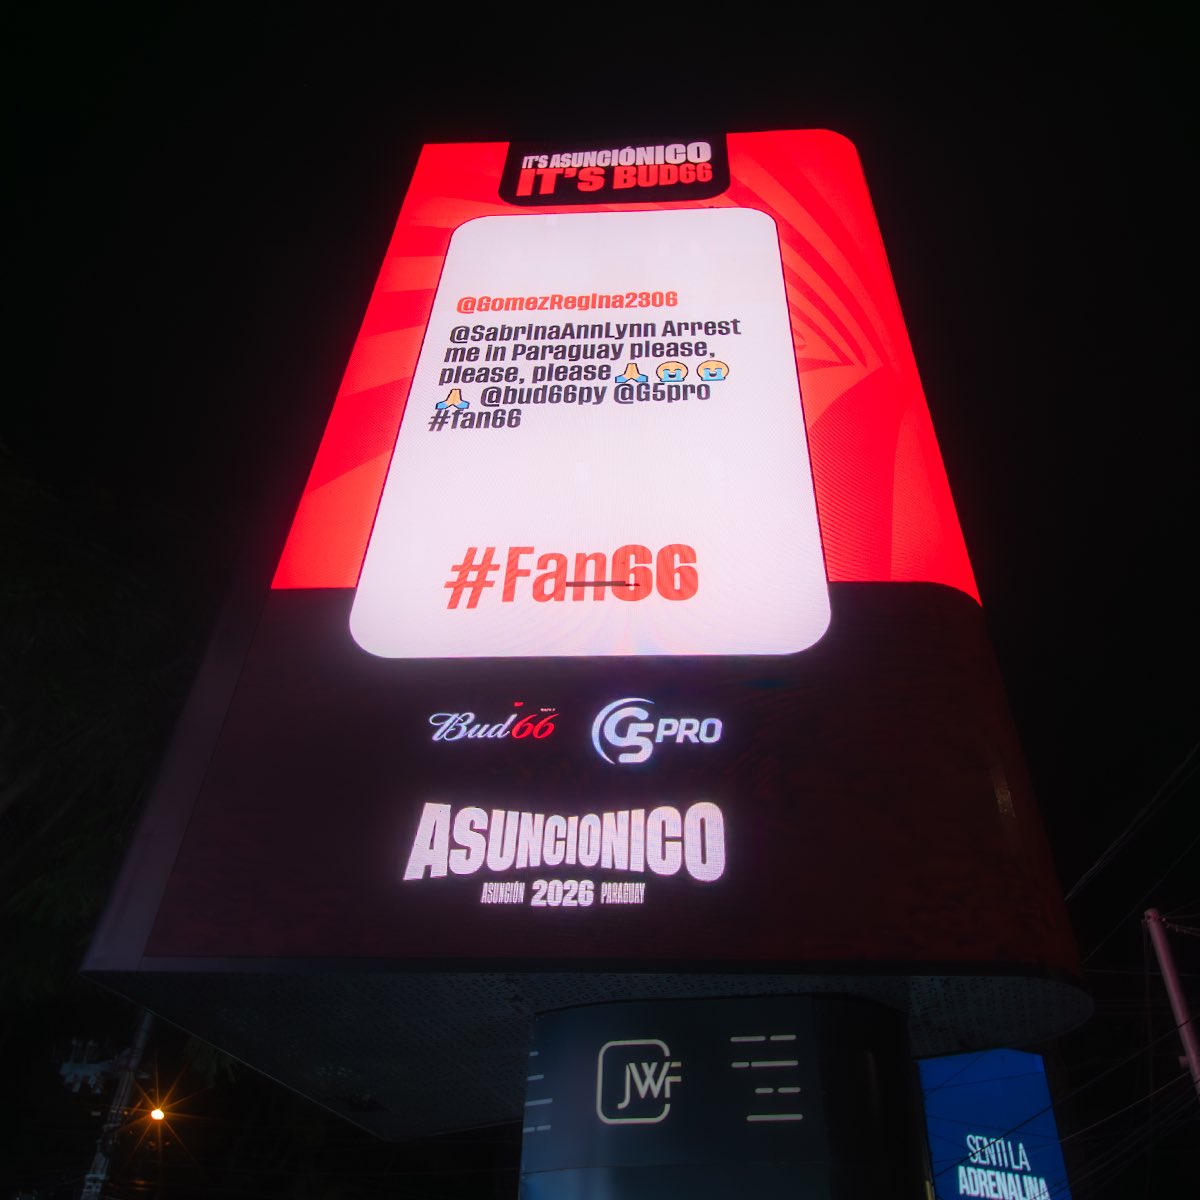 IT'S ASUNCIÓNICO
IT'S BUD66
@GomezRegina2306
@SabrinaAnnLynn Arrest
me in Paraguay please,
please, please🙏😭😭
🙏 @bud66py @G5pro
#fan66
#Fan66
Bud66
G5PRO
ASUNCIONICO
ASUNCIÓN 2026 PARAGUAY
JWF
SENTÍ LA
ADRENALINA